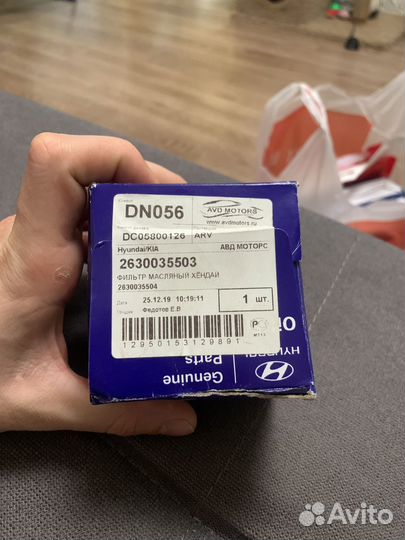 DN056
AVD MOTORS
www.avdmotors.ru
DC05800126 ARV
Hyundai/KIA АВД МОТОРС
2630035503
ФИЛЬТР МАСЛЯНЫЙ ХЁНДАЙ
2630035504
Дата 25.12.19 10:19:11
Федотов Е.В
1 шт.
12950153129891
HYUNDAI
Genuine
Parts
Avito